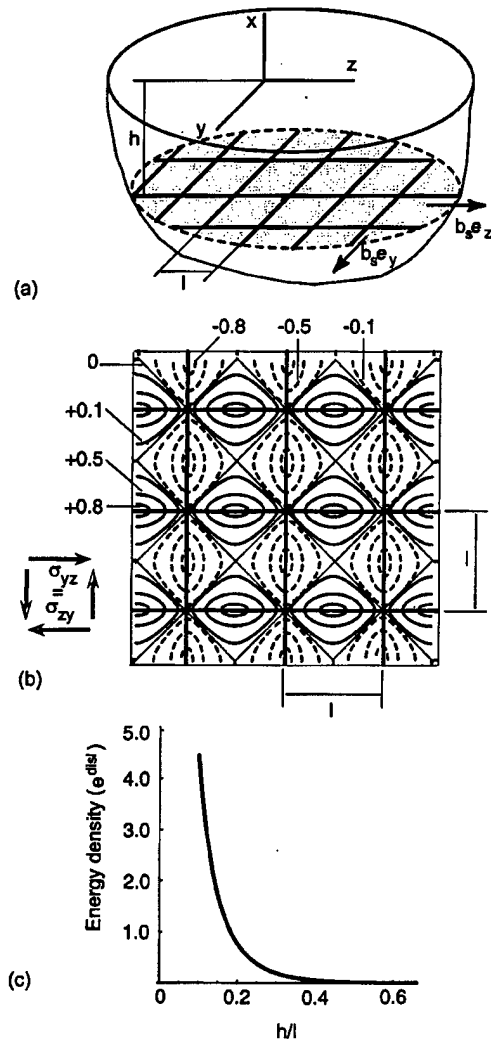 x
z
y
h
b_s e_z
b_s e_y
l
(a)
-0.8 -0.5 -0.1
0
+0.1
+0.5
+0.8
σ_yz
=
σ_zy
l
l
(b)
5.0
4.0
3.0
2.0
1.0
Energy density (e^disl)
0 0.2 0.4 0.6
h/l
(c)